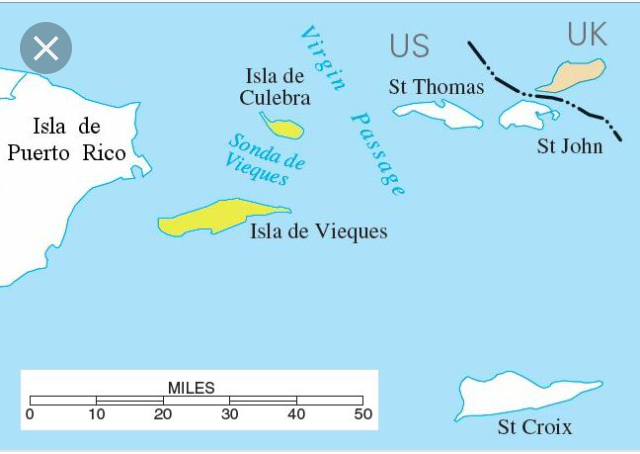 US
UK
Virgin
Passage
Isla de
Culebra
St Thomas
Isla de
Puerto Rico
Sonda de
Vieques
St John
Isla de Vieques
MILES
0 10 20 30 40 50
St Croix